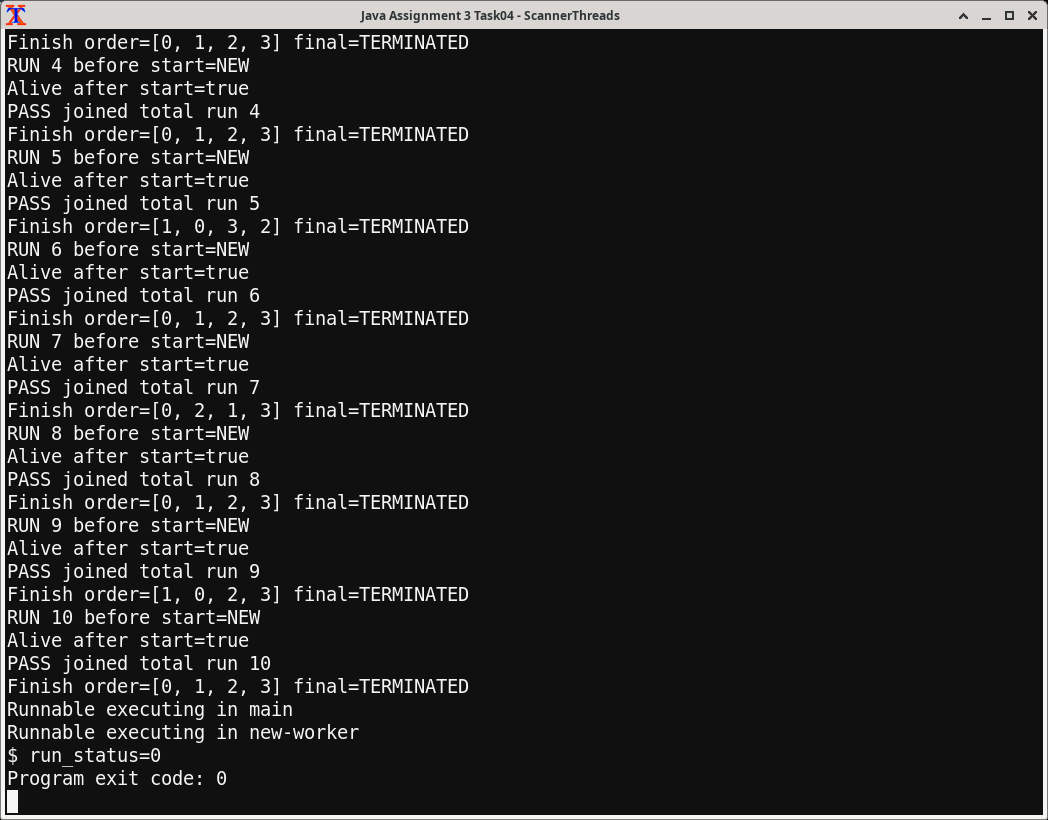 Java Assignment 3 Task04 - ScannerThreads
Finish order=[0, 1, 2, 3] final=TERMINATED
RUN 4 before start=NEW
Alive after start=true
PASS joined total run 4
Finish order=[0, 1, 2, 3] final=TERMINATED
RUN 5 before start=NEW
Alive after start=true
PASS joined total run 5
Finish order=[1, 0, 3, 2] final=TERMINATED
RUN 6 before start=NEW
Alive after start=true
PASS joined total run 6
Finish order=[0, 1, 2, 3] final=TERMINATED
RUN 7 before start=NEW
Alive after start=true
PASS joined total run 7
Finish order=[0, 2, 1, 3] final=TERMINATED
RUN 8 before start=NEW
Alive after start=true
PASS joined total run 8
Finish order=[0, 1, 2, 3] final=TERMINATED
RUN 9 before start=NEW
Alive after start=true
PASS joined total run 9
Finish order=[1, 0, 2, 3] final=TERMINATED
RUN 10 before start=NEW
Alive after start=true
PASS joined total run 10
Finish order=[0, 1, 2, 3] final=TERMINATED
Runnable executing in main
Runnable executing in new-worker
$ run_status=0
Program exit code: 0